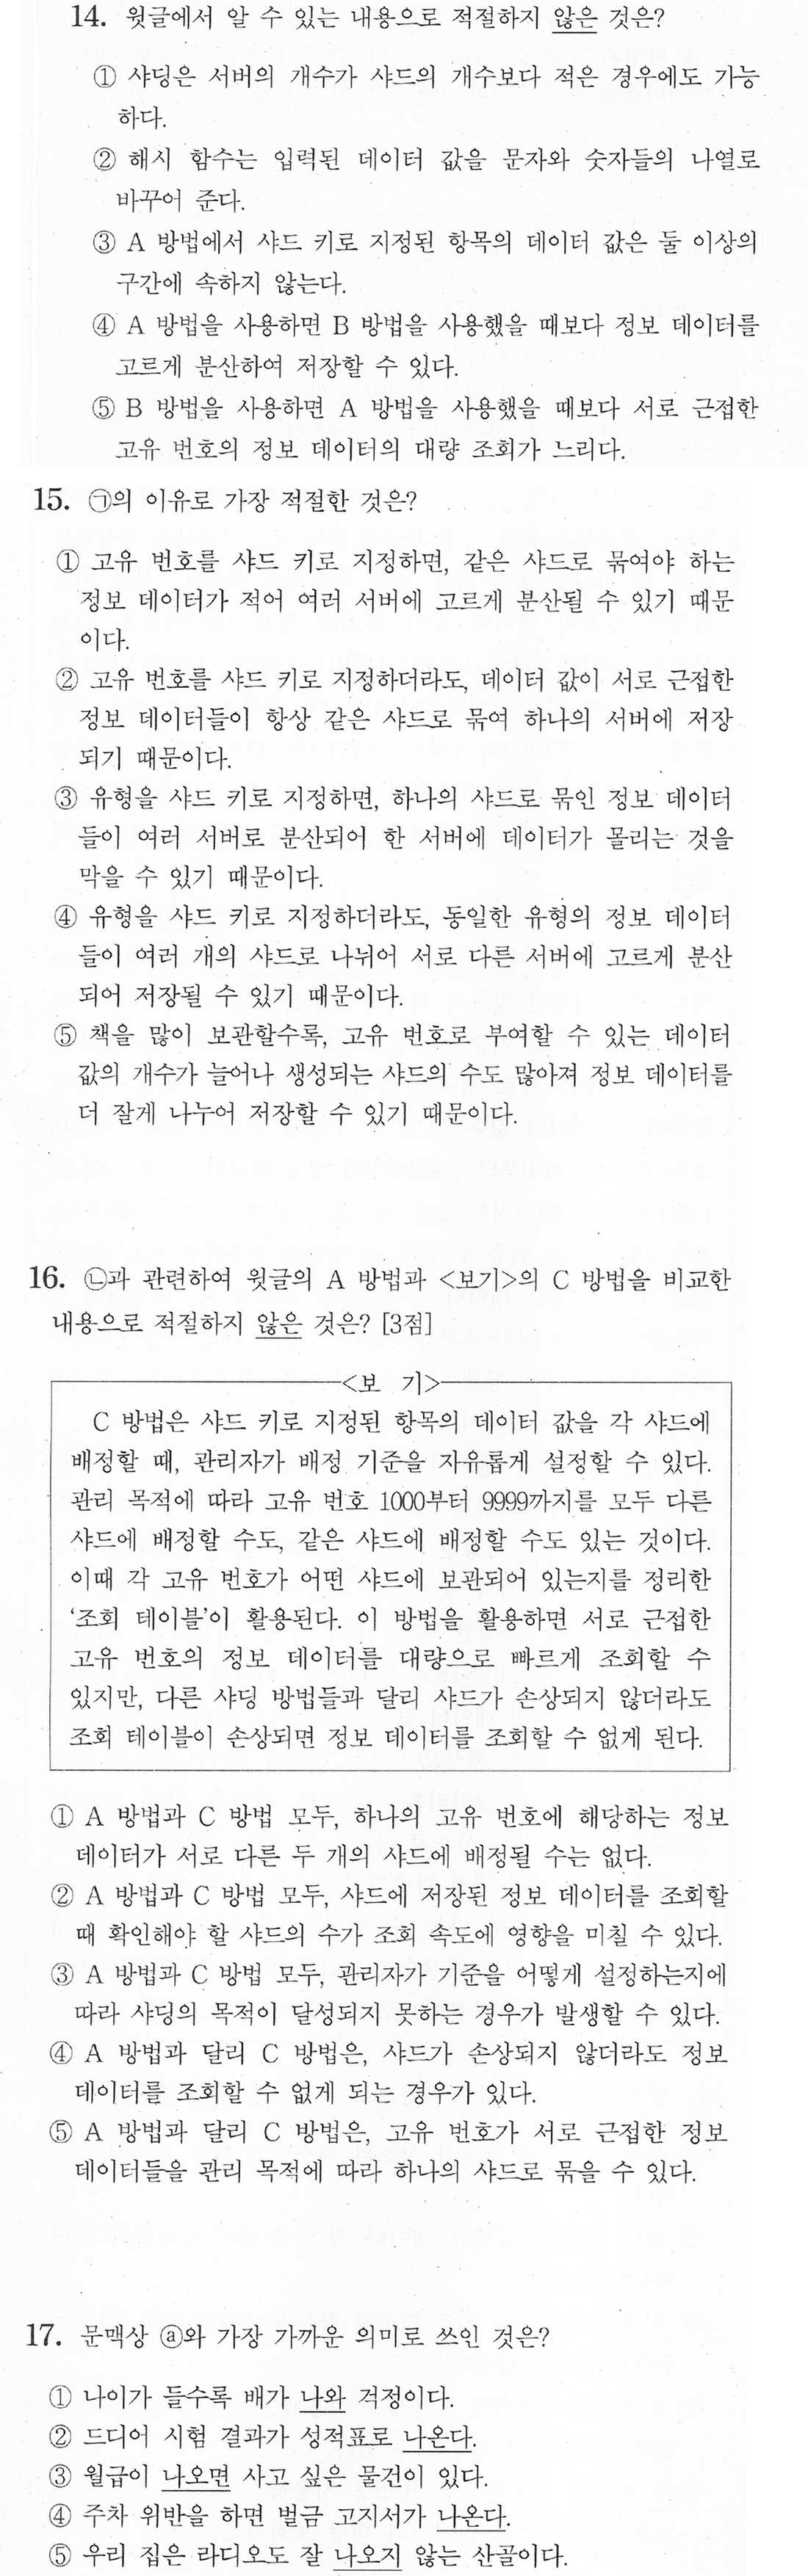 14. 윗글에서 알 수 있는 내용으로 적절하지 않은 것은?
① 샤딩은 서버의 개수가 샤드의 개수보다 적은 경우에도 가능
하다.
② 해시 함수는 입력된 데이터 값을 문자와 숫자들의 나열로
바꾸어 준다.
③ A 방법에서 샤드 키로 지정된 항목의 데이터 값은 둘 이상의
구간에 속하지 않는다.
④ A 방법을 사용하면 B 방법을 사용했을 때보다 정보 데이터를
고르게 분산하여 저장할 수 있다.
⑤ B 방법을 사용하면 A 방법을 사용했을 때보다 서로 근접한
고유 번호의 정보 데이터의 대량 조회가 느리다.
15. ㉠의 이유로 가장 적절한 것은?
① 고유 번호를 샤드 키로 지정하면, 같은 샤드로 묶여야 하는
정보 데이터가 적어 여러 서버에 고르게 분산될 수 있기 때문
이다.
② 고유 번호를 샤드 키로 지정하더라도, 데이터 값이 서로 근접한
정보 데이터들이 항상 같은 샤드로 묶여 하나의 서버에 저장
되기 때문이다.
③ 유형을 샤드 키로 지정하면, 하나의 샤드로 묶인 정보 데이터
들이 여러 서버로 분산되어 한 서버에 데이터가 몰리는 것을
막을 수 있기 때문이다.
④ 유형을 샤드 키로 지정하더라도, 동일한 유형의 정보 데이터
들이 여러 개의 샤드로 나뉘어 서로 다른 서버에 고르게 분산
되어 저장될 수 있기 때문이다.
⑤ 책을 많이 보관할수록, 고유 번호로 부여할 수 있는 데이터
값의 개수가 늘어나 생성되는 샤드의 수도 많아져 정보 데이터를
더 잘게 나누어 저장할 수 있기 때문이다.
16. ㉡과 관련하여 윗글의 A 방법과 <보기>의 C 방법을 비교한
내용으로 적절하지 않은 것은? [3점]
<보 기>
C 방법은 샤드 키로 지정된 항목의 데이터 값을 각 샤드에
배정할 때, 관리자가 배정 기준을 자유롭게 설정할 수 있다.
관리 목적에 따라 고유 번호 1000부터 9999까지를 모두 다른
샤드에 배정할 수도, 같은 샤드에 배정할 수도 있는 것이다.
이때 각 고유 번호가 어떤 샤드에 보관되어 있는지를 정리한
‘조회 테이블’이 활용된다. 이 방법을 활용하면 서로 근접한
고유 번호의 정보 데이터를 대량으로 빠르게 조회할 수
있지만, 다른 샤딩 방법들과 달리 샤드가 손상되지 않더라도
조회 테이블이 손상되면 정보 데이터를 조회할 수 없게 된다.
① A 방법과 C 방법 모두, 하나의 고유 번호에 해당하는 정보
데이터가 서로 다른 두 개의 샤드에 배정될 수는 없다.
② A 방법과 C 방법 모두, 샤드에 저장된 정보 데이터를 조회할
때 확인해야 할 샤드의 수가 조회 속도에 영향을 미칠 수 있다.
③ A 방법과 C 방법 모두, 관리자가 기준을 어떻게 설정하는지에
따라 샤딩의 목적이 달성되지 못하는 경우가 발생할 수 있다.
④ A 방법과 달리 C 방법은, 샤드가 손상되지 않더라도 정보
데이터를 조회할 수 없게 되는 경우가 있다.
⑤ A 방법과 달리 C 방법은, 고유 번호가 서로 근접한 정보
데이터들을 관리 목적에 따라 하나의 샤드로 묶을 수 있다.
17. 문맥상 ⓐ와 가장 가까운 의미로 쓰인 것은?
① 나이가 들수록 배가 나와 걱정이다.
② 드디어 시험 결과가 성적표로 나온다.
③ 월급이 나오면 사고 싶은 물건이 있다.
④ 주차 위반을 하면 벌금 고지서가 나온다.
⑤ 우리 집은 라디오도 잘 나오지 않는 산골이다.